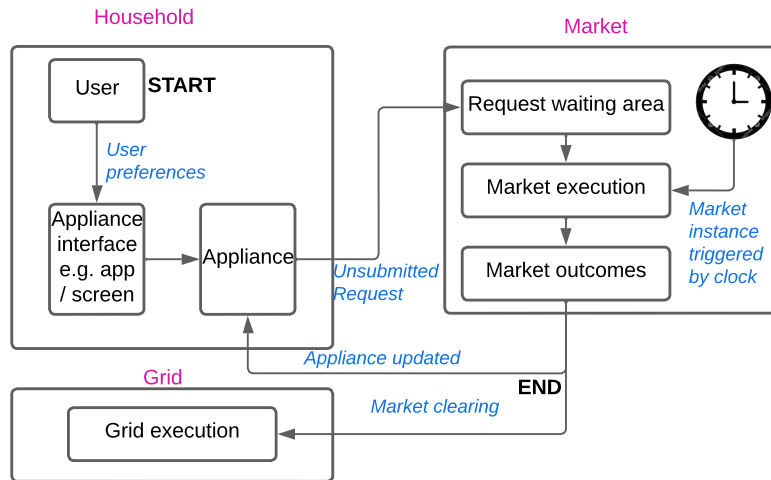 Household
Market
User
START
Request waiting area
User
preferences
Market execution
Appliance
interface
e.g. app
/ screen
Appliance
Unsubmitted
Request
Market
instance
triggered
by clock
Market outcomes
Appliance updated
END
Grid
Market clearing
Grid execution